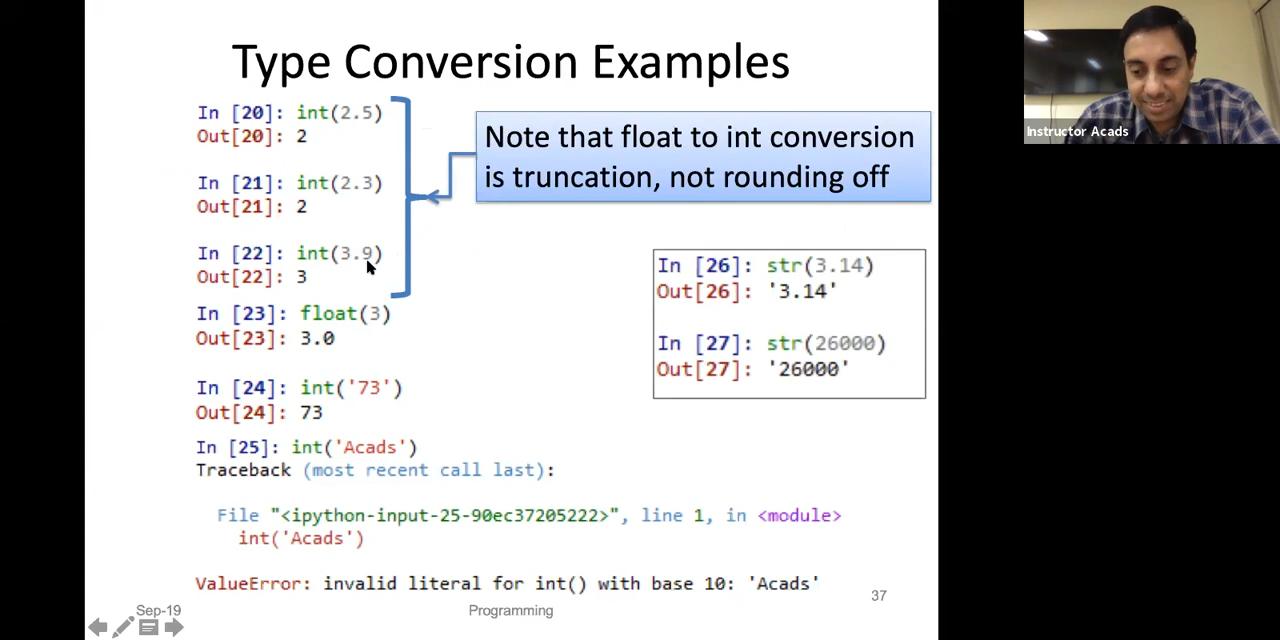 Type Conversion Examples
In [20]: int(2.5)
Out[20]: 2
In [21]: int(2.3)
Out[21]: 2
In [22]: int(3.9)
Out[22]: 3
Note that float to int conversion
is truncation, not rounding off
In [23]: float(3)
Out[23]: 3.0
In [24]: int('73')
Out[24]: 73
In [25]: int('Acads')
Traceback (most recent call last):
File "<ipython-input-25-90ec37205222>", line 1, in <module>
int('Acads')
ValueError: invalid literal for int() with base 10: 'Acads'
In [26]: str(3.14)
Out[26]: '3.14'
In [27]: str(26000)
Out[27]: '26000'
Sep-19
Programming
37
Instructor Acads